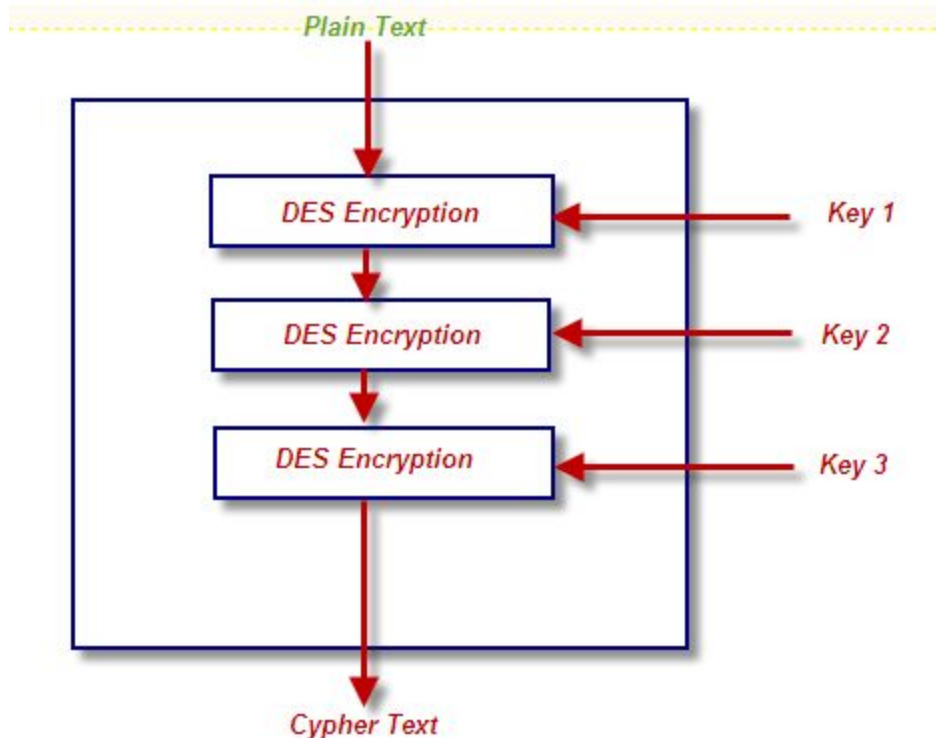 Plain Text
DES Encryption
Key 1
DES Encryption
Key 2
DES Encryption
Key 3
Cypher Text